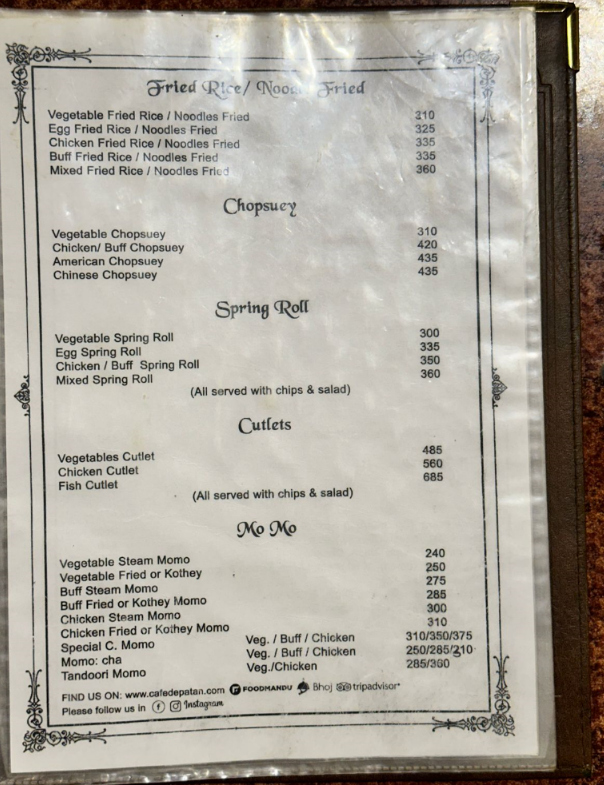 Fried Rice/ Noodles Fried
Vegetable Fried Rice / Noodles Fried 310
Egg Fried Rice / Noodles Fried 325
Chicken Fried Rice / Noodles Fried 335
Buff Fried Rice / Noodles Fried 335
Mixed Fried Rice / Noodles Fried 360
Chopsuey
Vegetable Chopsuey 310
Chicken/ Buff Chopsuey 420
American Chopsuey 435
Chinese Chopsuey 435
Spring Roll
Vegetable Spring Roll 300
Egg Spring Roll 335
Chicken / Buff Spring Roll 350
Mixed Spring Roll 360
(All served with chips & salad)
Cutlets
Vegetables Cutlet 485
Chicken Cutlet 560
Fish Cutlet 685
(All served with chips & salad)
Mo Mo
Vegetable Steam Momo 240
Vegetable Fried or Kothey 250
Buff Steam Momo 275
Buff Fried or Kothey Momo 285
Chicken Steam Momo 300
Chicken Fried or Kothey Momo 310
Special C. Momo Veg. / Buff / Chicken 310/350/375
Momo: cha Veg. / Buff / Chicken 250/285/210
Tandoori Momo Veg./Chicken 285/360
FIND US ON: www.cafedepatan.com FOODMANDU Bhoj tripadvisor
Please follow us in Instagram